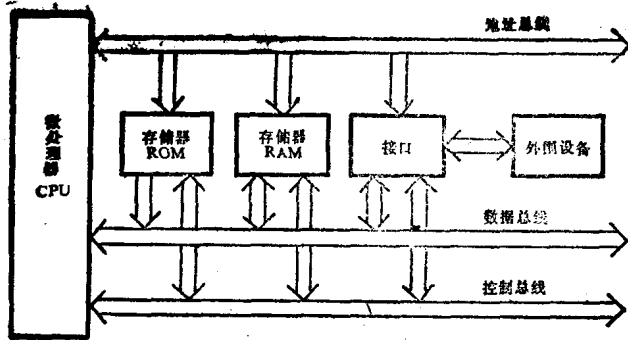 地址总线
微处理器
CPU
存储器
ROM
存储器
RAM
接口
外围设备
数据总线
控制总线